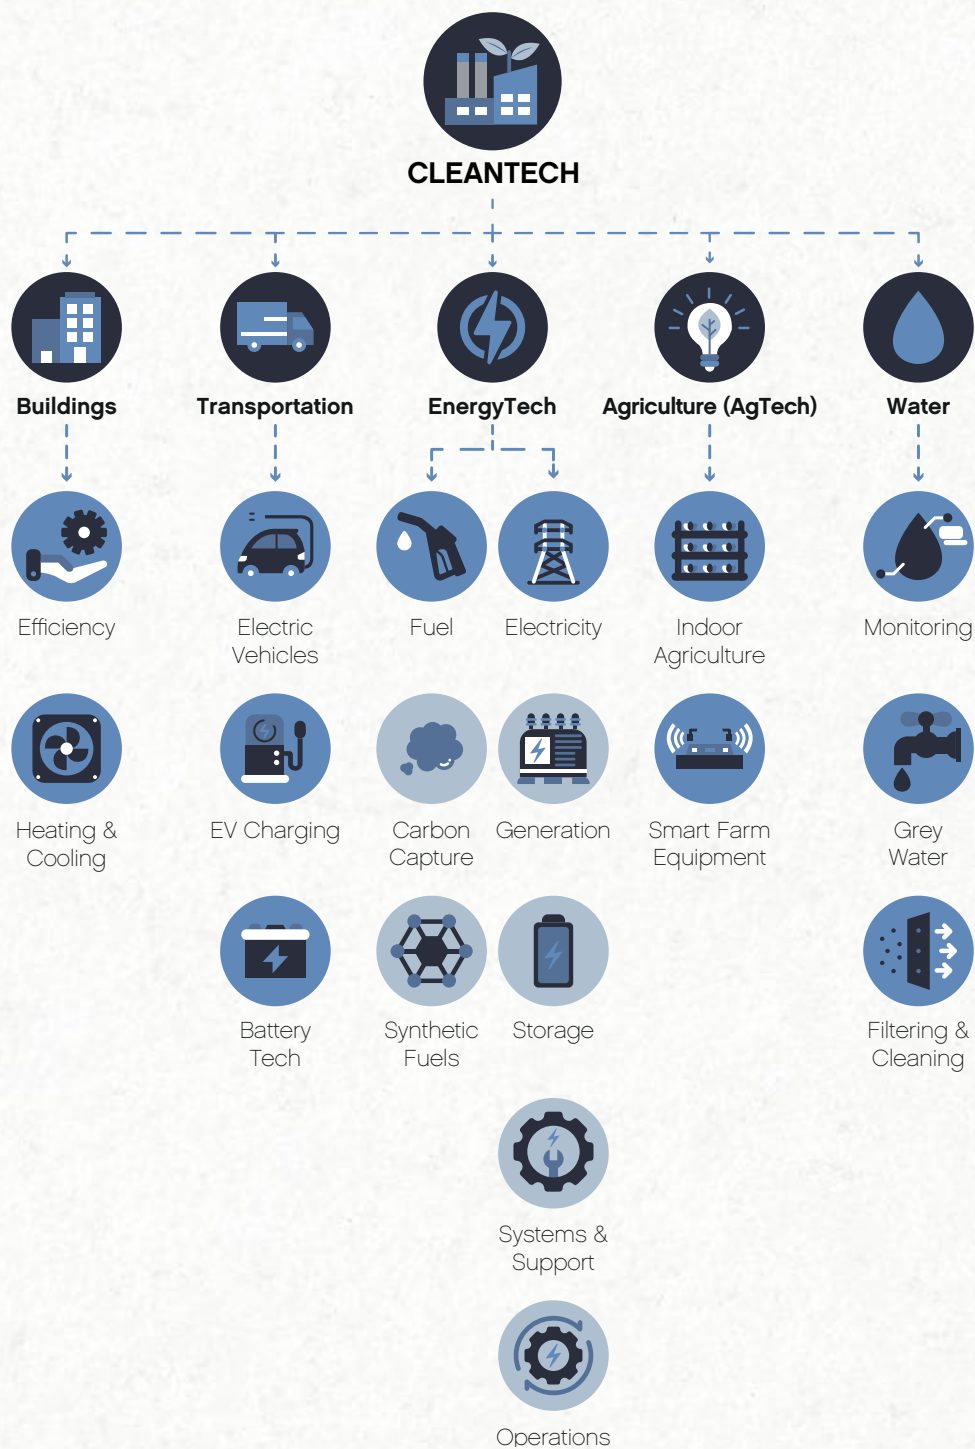 CLEANTECH
Buildings
Transportation
EnergyTech
Agriculture (AgTech)
Water
Efficiency
Electric
Vehicles
Fuel
Electricity
Indoor
Agriculture
Monitoring
Heating &
Cooling
EV Charging
Carbon
Capture
Generation
Smart Farm
Equipment
Grey
Water
Battery
Tech
Synthetic
Fuels
Storage
Filtering &
Cleaning
Systems &
Support
Operations